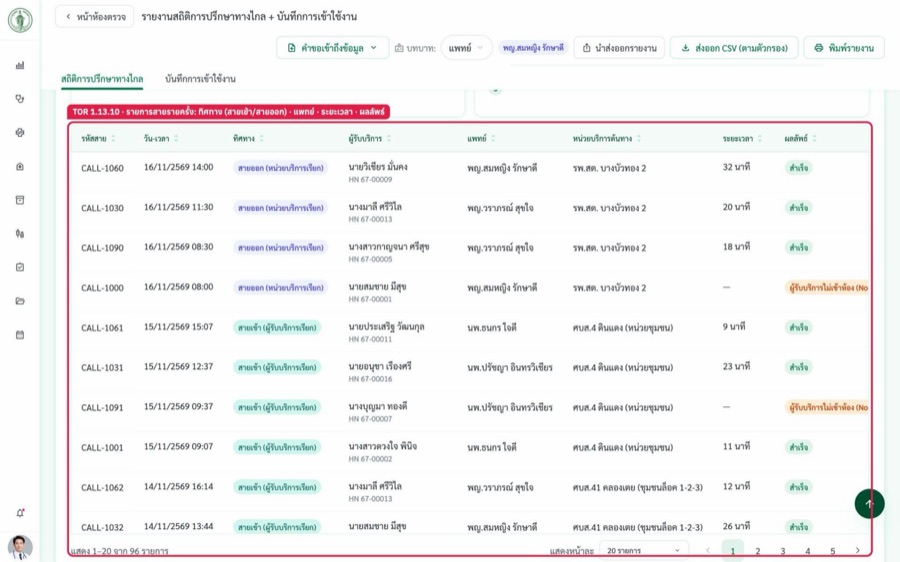 หน้าห้องตรวจ
รายงานสถิติการปรึกษาทางไกล + บันทึกการเข้าใช้งาน
คำขอเข้าถึงข้อมูล
บทบาท: แพทย์
พญ.สมหญิง รักษาดี
นำส่งออกรายงาน
ส่งออก CSV (ตามตัวกรอง)
พิมพ์รายงาน
สถิติการปรึกษาทางไกล บันทึกการเข้าใช้งาน
TOR 1.13.10 · รายการสายรายครั้ง: ทิศทาง (สายเข้า/สายออก) · แพทย์ · ระยะเวลา · ผลลัพธ์
รหัสสาย วัน-เวลา ทิศทาง ผู้รับบริการ แพทย์ หน่วยบริการต้นทาง ระยะเวลา ผลลัพธ์
CALL-1060 16/11/2569 14:00 สายออก (หน่วยบริการเรียก) นายวิเชียร มั่นคง พญ.สมหญิง รักษาดี รพ.สต. บางบัวทอง 2 32 นาที สำเร็จ
HN 67-00009
CALL-1030 16/11/2569 11:30 สายออก (หน่วยบริการเรียก) นางมาลี ศรีวิไล พญ.วราภรณ์ สุขใจ รพ.สต. บางบัวทอง 2 20 นาที สำเร็จ
HN 67-00013
CALL-1090 16/11/2569 08:30 สายออก (หน่วยบริการเรียก) นางสาวกาญจนา ศรีสุข พญ.วราภรณ์ สุขใจ รพ.สต. บางบัวทอง 2 18 นาที สำเร็จ
HN 67-00005
CALL-1000 16/11/2569 08:00 สายออก (หน่วยบริการเรียก) นายสมชาย มีสุข พญ.สมหญิง รักษาดี รพ.สต. บางบัวทอง 2 — ผู้รับบริการไม่เข้าห้อง (No
HN 67-00001
CALL-1061 15/11/2569 15:07 สายเข้า (ผู้รับบริการเรียก) นายประเสริฐ วัฒนกุล นพ.ธนกร ใจดี ศบส.4 ดินแดง (หน่วยชุมชน) 9 นาที สำเร็จ
HN 67-00011
CALL-1031 15/11/2569 12:37 สายเข้า (ผู้รับบริการเรียก) นายอนุชา เรืองศรี นพ.ปรัชญา อินทรวิเชียร ศบส.4 ดินแดง (หน่วยชุมชน) 23 นาที สำเร็จ
HN 67-00016
CALL-1091 15/11/2569 09:37 สายเข้า (ผู้รับบริการเรียก) นางบุญมา ทองดี นพ.ปรัชญา อินทรวิเชียร ศบส.4 ดินแดง (หน่วยชุมชน) — ผู้รับบริการไม่เข้าห้อง (No
HN 67-00007
CALL-1001 15/11/2569 09:07 สายเข้า (ผู้รับบริการเรียก) นางสาวดวงใจ พินิจ นพ.ธนกร ใจดี ศบส.4 ดินแดง (หน่วยชุมชน) 11 นาที สำเร็จ
HN 67-00002
CALL-1062 14/11/2569 16:14 สายเข้า (ผู้รับบริการเรียก) นางมาลี ศรีวิไล พญ.วราภรณ์ สุขใจ ศบส.41 คลองเตย (ชุมชนล็อค 1-2-3) 12 นาที สำเร็จ
HN 67-00013
CALL-1032 14/11/2569 13:44 สายเข้า (ผู้รับบริการเรียก) นายสมชาย มีสุข พญ.สมหญิง รักษาดี ศบส.41 คลองเตย (ชุมชนล็อค 1-2-3) 26 นาที สำเร็จ
แสดง 1–20 จาก 96 รายการ แสดงหน้าละ 20 รายการ 1 2 3 4 5